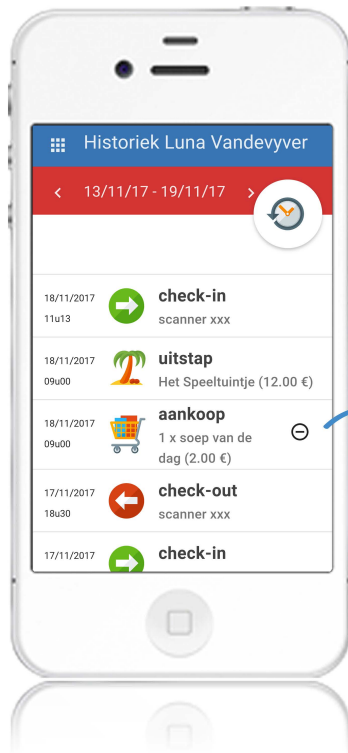 Historiek Luna Vandevyver
13/11/17 - 19/11/17
18/11/2017
11u13
check-in
scanner xxx
18/11/2017
09u00
uitstap
Het Speeltuintje (12.00 €)
18/11/2017
09u00
aankoop
1 x soep van de
dag (2.00 €)
17/11/2017
18u30
check-out
scanner xxx
17/11/2017
check-in